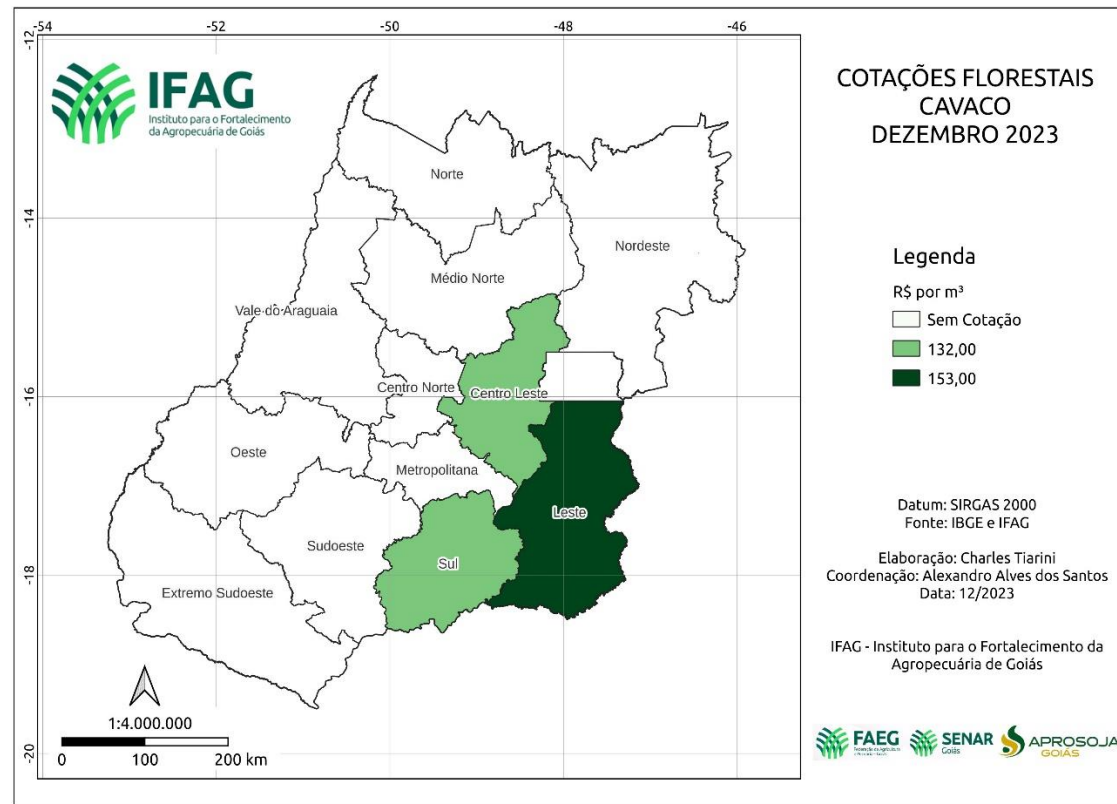 -54
-52
-50
-48
-46
-12
-14
-16
-18
-20
IFAG
Instituto para o Fortalecimento
da Agropecuária de Goiás
Norte
Nordeste
Médio Norte
Vale do Araguaia
Centro Norte
Centro Leste
Oeste
Metropolitana
Leste
Sudoeste
Sul
Extremo Sudoeste
1:4.000.000
0 100 200 km
COTAÇÕES FLORESTAIS
CAVACO
DEZEMBRO 2023
Legenda
R$ por m³
Sem Cotação
132,00
153,00
Datum: SIRGAS 2000
Fonte: IBGE e IFAG
Elaboração: Charles Tiarini
Coordenação: Alexandro Alves dos Santos
Data: 12/2023
IFAG - Instituto para o Fortalecimento da
Agropecuária de Goiás
FAEG
SENAR
Goiás
APROSOJA
GOIÁS